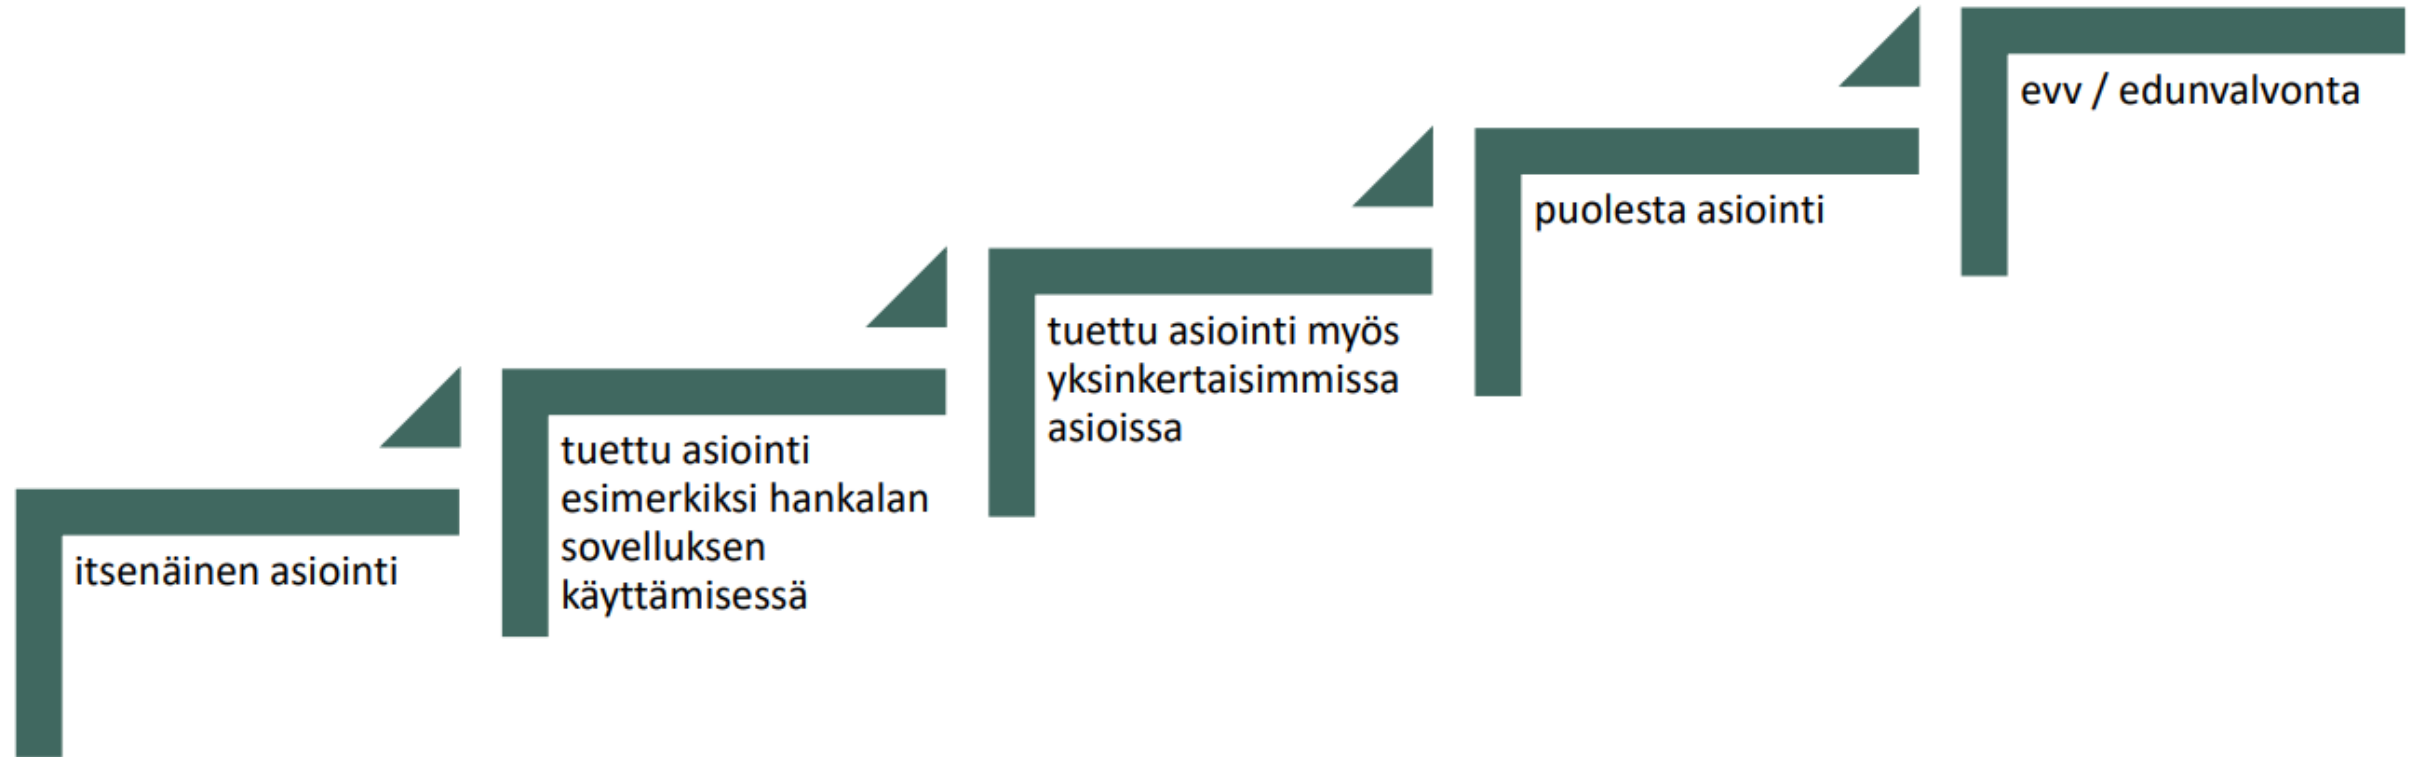 itsenäinen asiointi
tuettu asiointi
esimerkiksi hankalan
sovelluksen
käyttämisessä
tuettu asiointi myös
yksinkertaisimmissa
asioissa
puolesta asiointi
evv / edunvalvonta